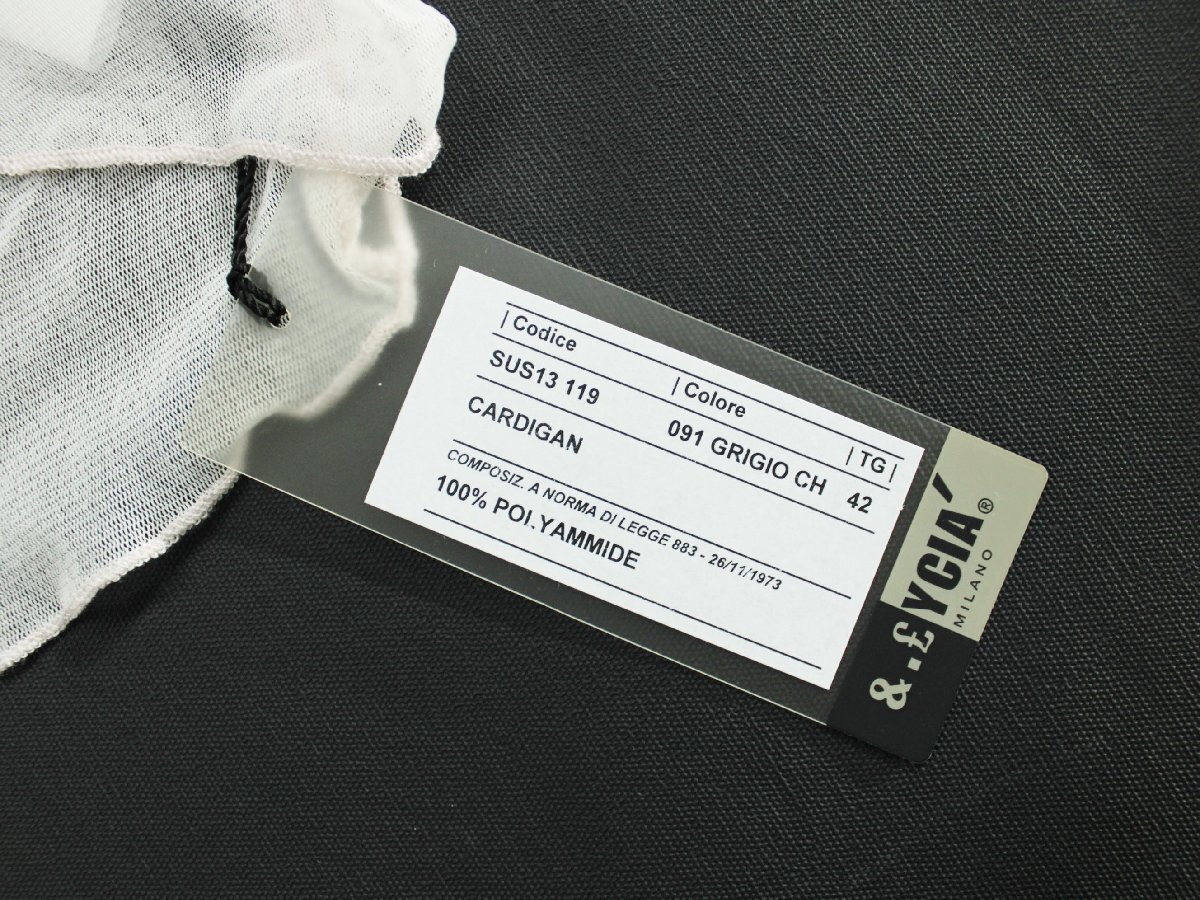 | Codice
| Colore
| TG |
SUS13 119
091 GRIGIO CH
42
CARDIGAN
COMPOSIZ. A NORMA DI LEGGE 883 - 26/11/1973
100% POLYAMMIDE
&.£YCIA´®
MILANO